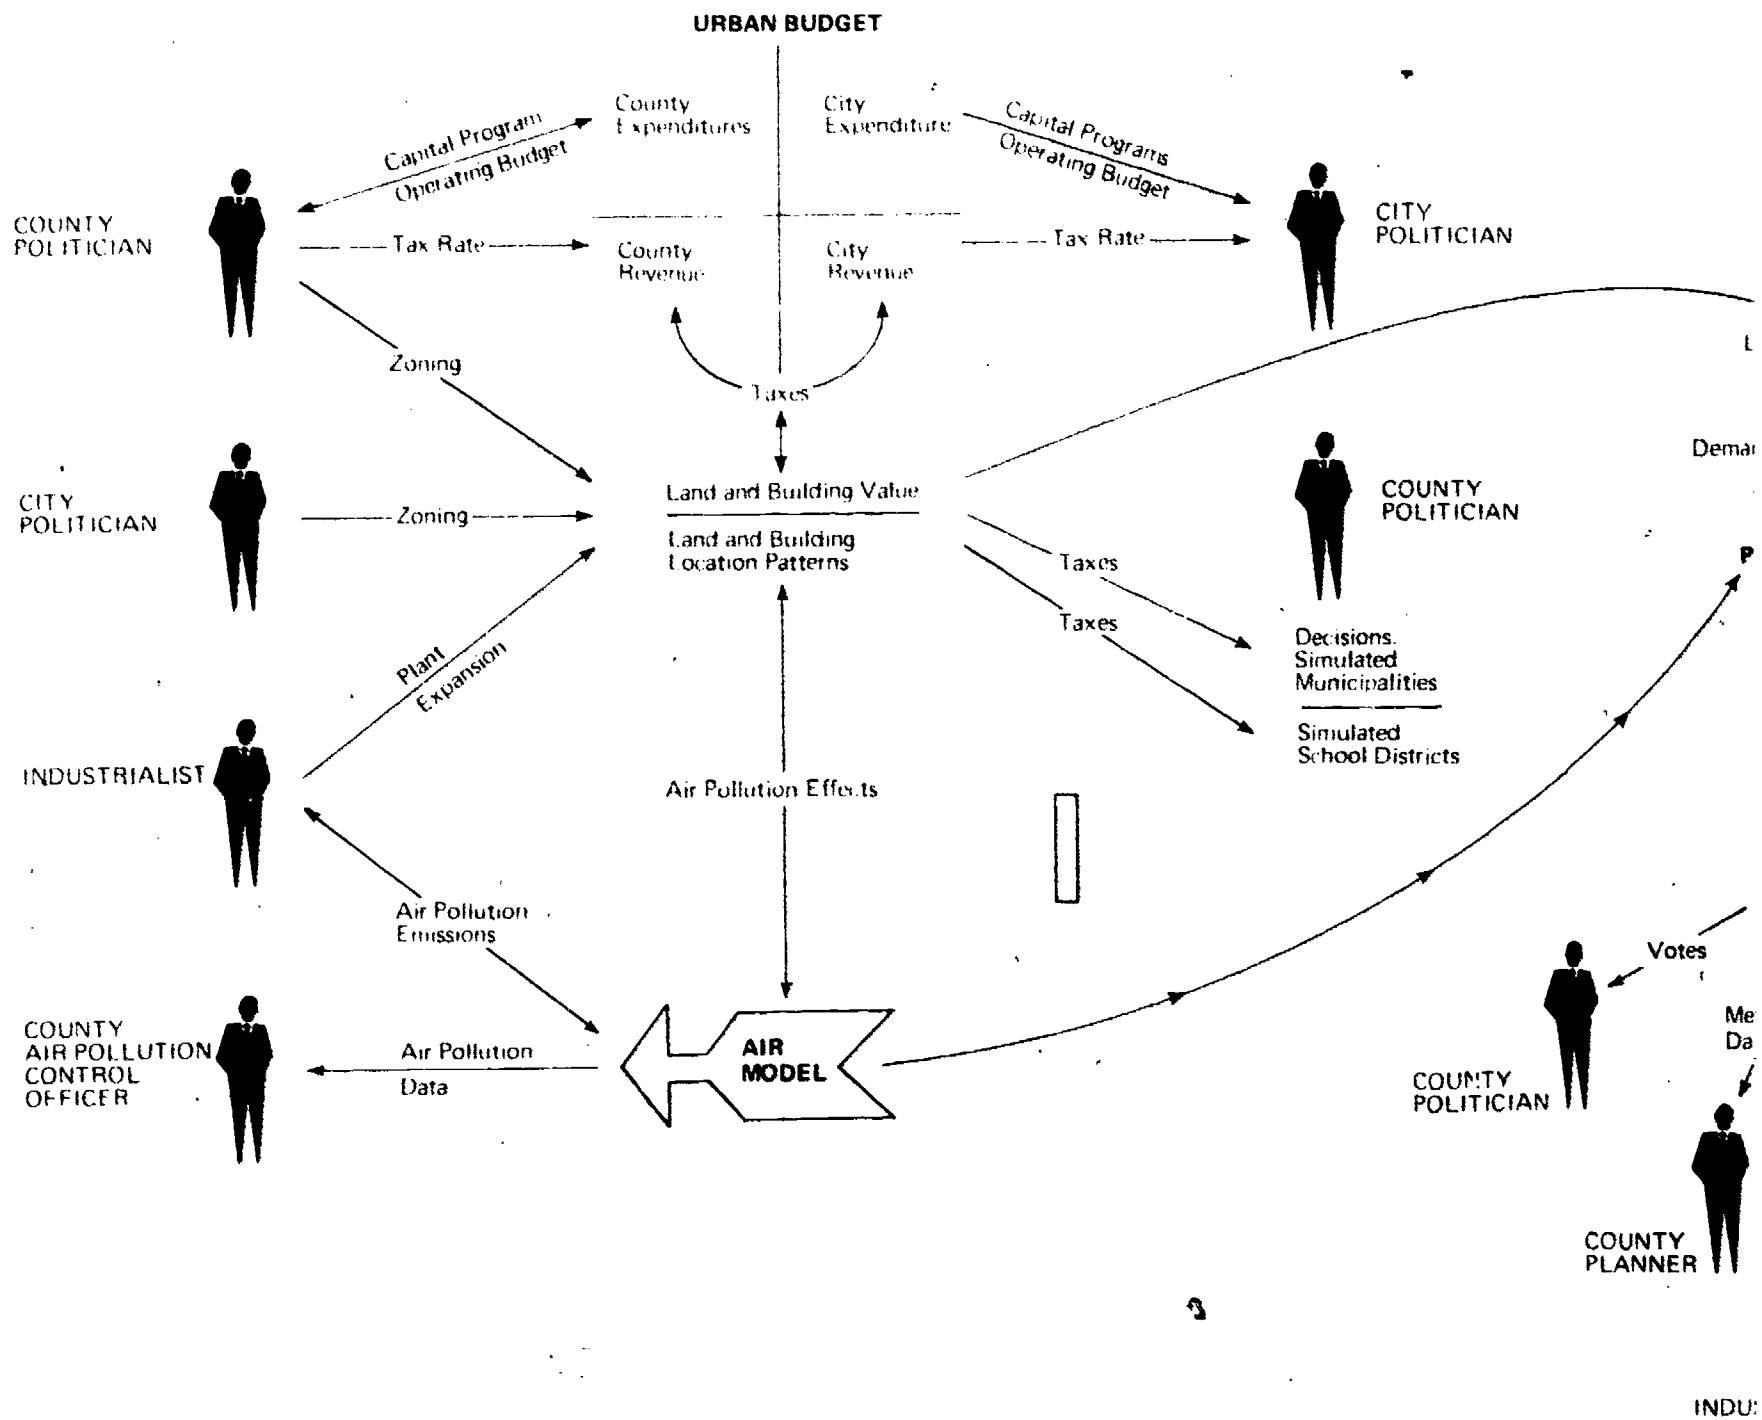 URBAN BUDGET
County
Expenditures
City
Expenditure
Capital Program
Operating Budget
Capital Programs
Operating Budget
COUNTY
POLITICIAN
CITY
POLITICIAN
Tax Rate
County
Revenue
City
Revenue
Tax Rate
Zoning
Taxes
CITY
POLITICIAN
Zoning
Land and Building Value
Land and Building
Location Patterns
COUNTY
POLITICIAN
Taxes
Taxes
Decisions.
Simulated
Municipalities
Simulated
School Districts
Plant
Expansion
INDUSTRIALIST
Air Pollution Effects
Air Pollution
Emissions
Votes
COUNTY
AIR POLLUTION
CONTROL
OFFICER
Air Pollution
Data
AIR
MODEL
COUNTY
POLITICIAN
COUNTY
PLANNER